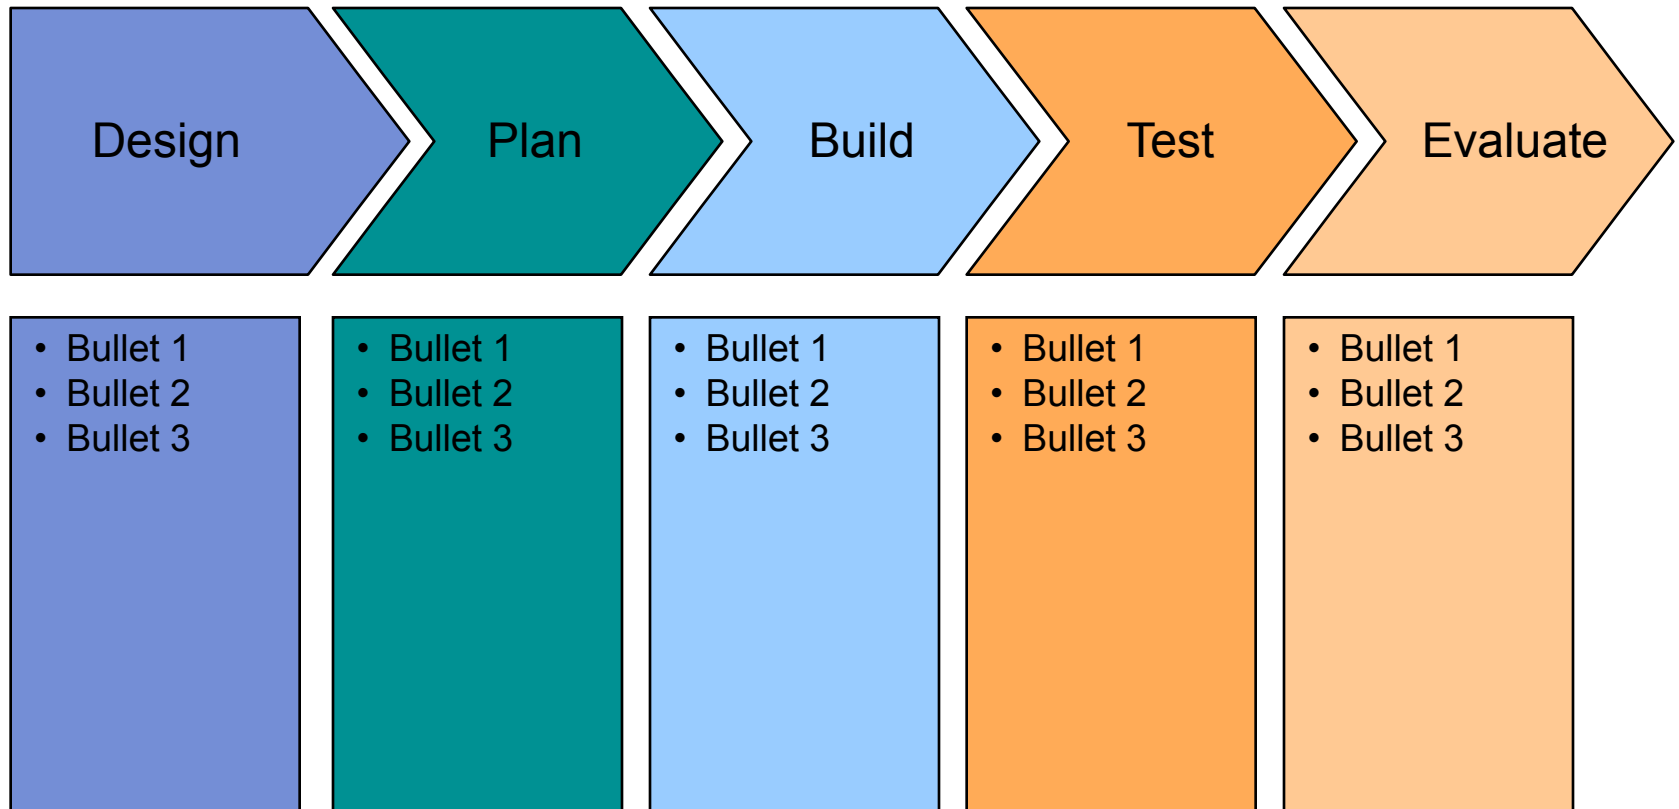 Design
Plan
Build
Test
Evaluate
• Bullet 1
• Bullet 2
• Bullet 3
• Bullet 1
• Bullet 2
• Bullet 3
• Bullet 1
• Bullet 2
• Bullet 3
• Bullet 1
• Bullet 2
• Bullet 3
• Bullet 1
• Bullet 2
• Bullet 3